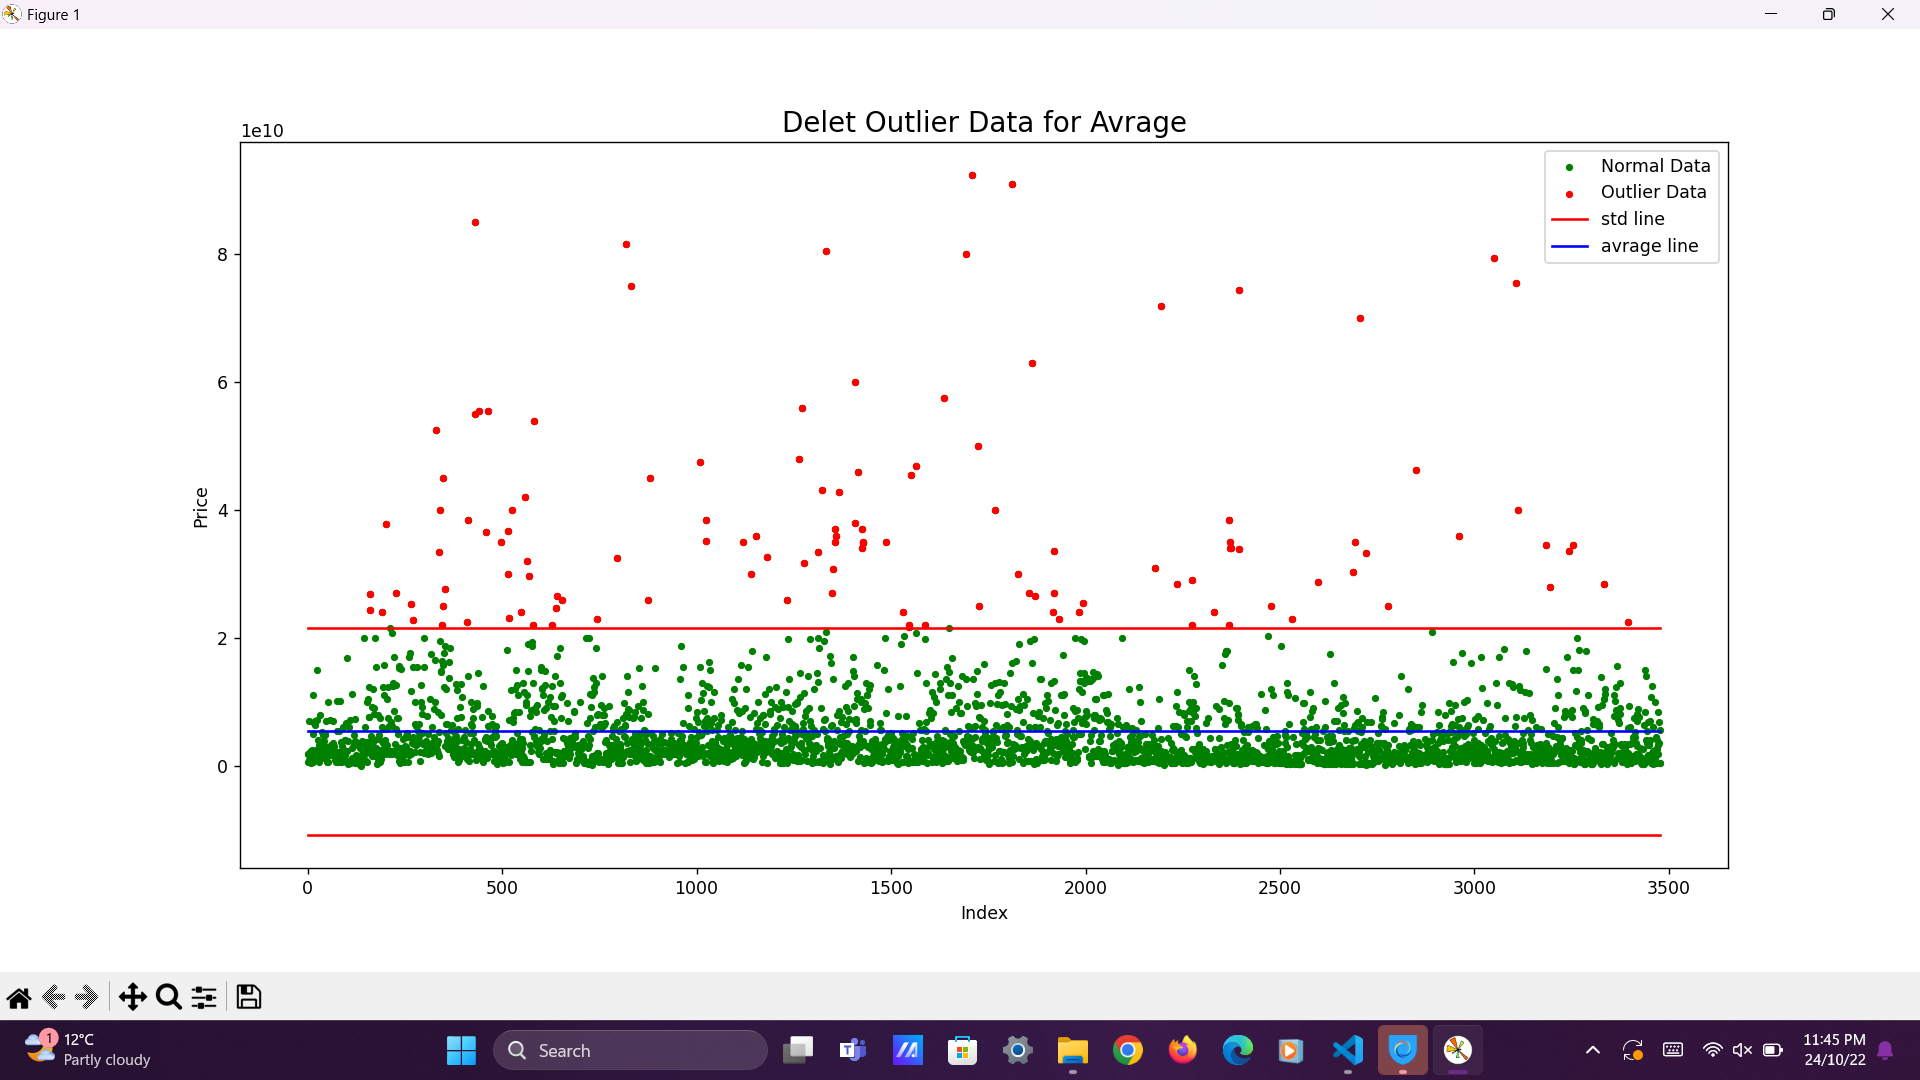 Figure 1
Delet Outlier Data for Avrage
1e10
Normal Data
Outlier Data
std line
avrage line
8
6
4
2
0
Price
0 500 1000 1500 2000 2500 3000 3500
Index
1
12°C
Partly cloudy
Search
11:45 PM
24/10/22